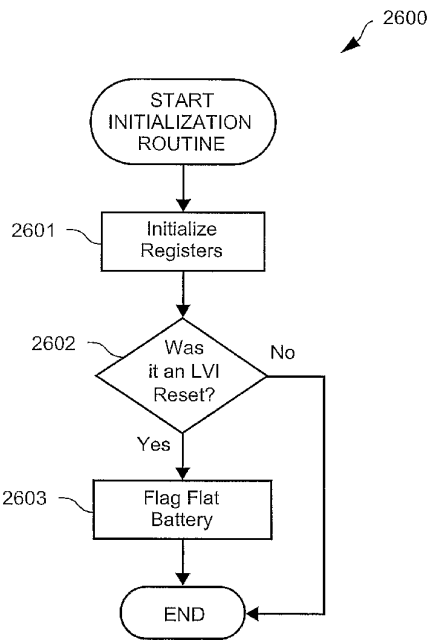 2600
START
INITIALIZATION
ROUTINE
2601
Initialize
Registers
2602
Was
it an LVI
Reset?
No
Yes
2603
Flag Flat
Battery
END